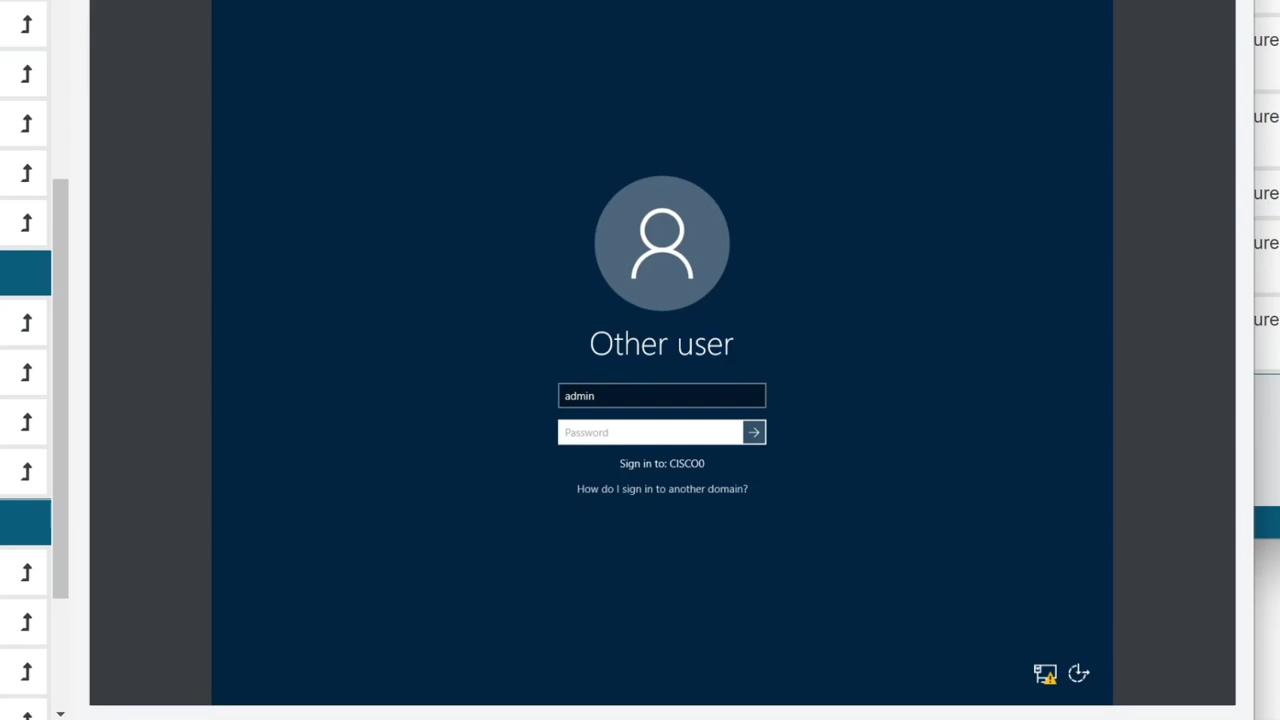 Other user
admin
Password
Sign in to: CISCO0
How do I sign in to another domain?
ure
ure
ure
ure
ure